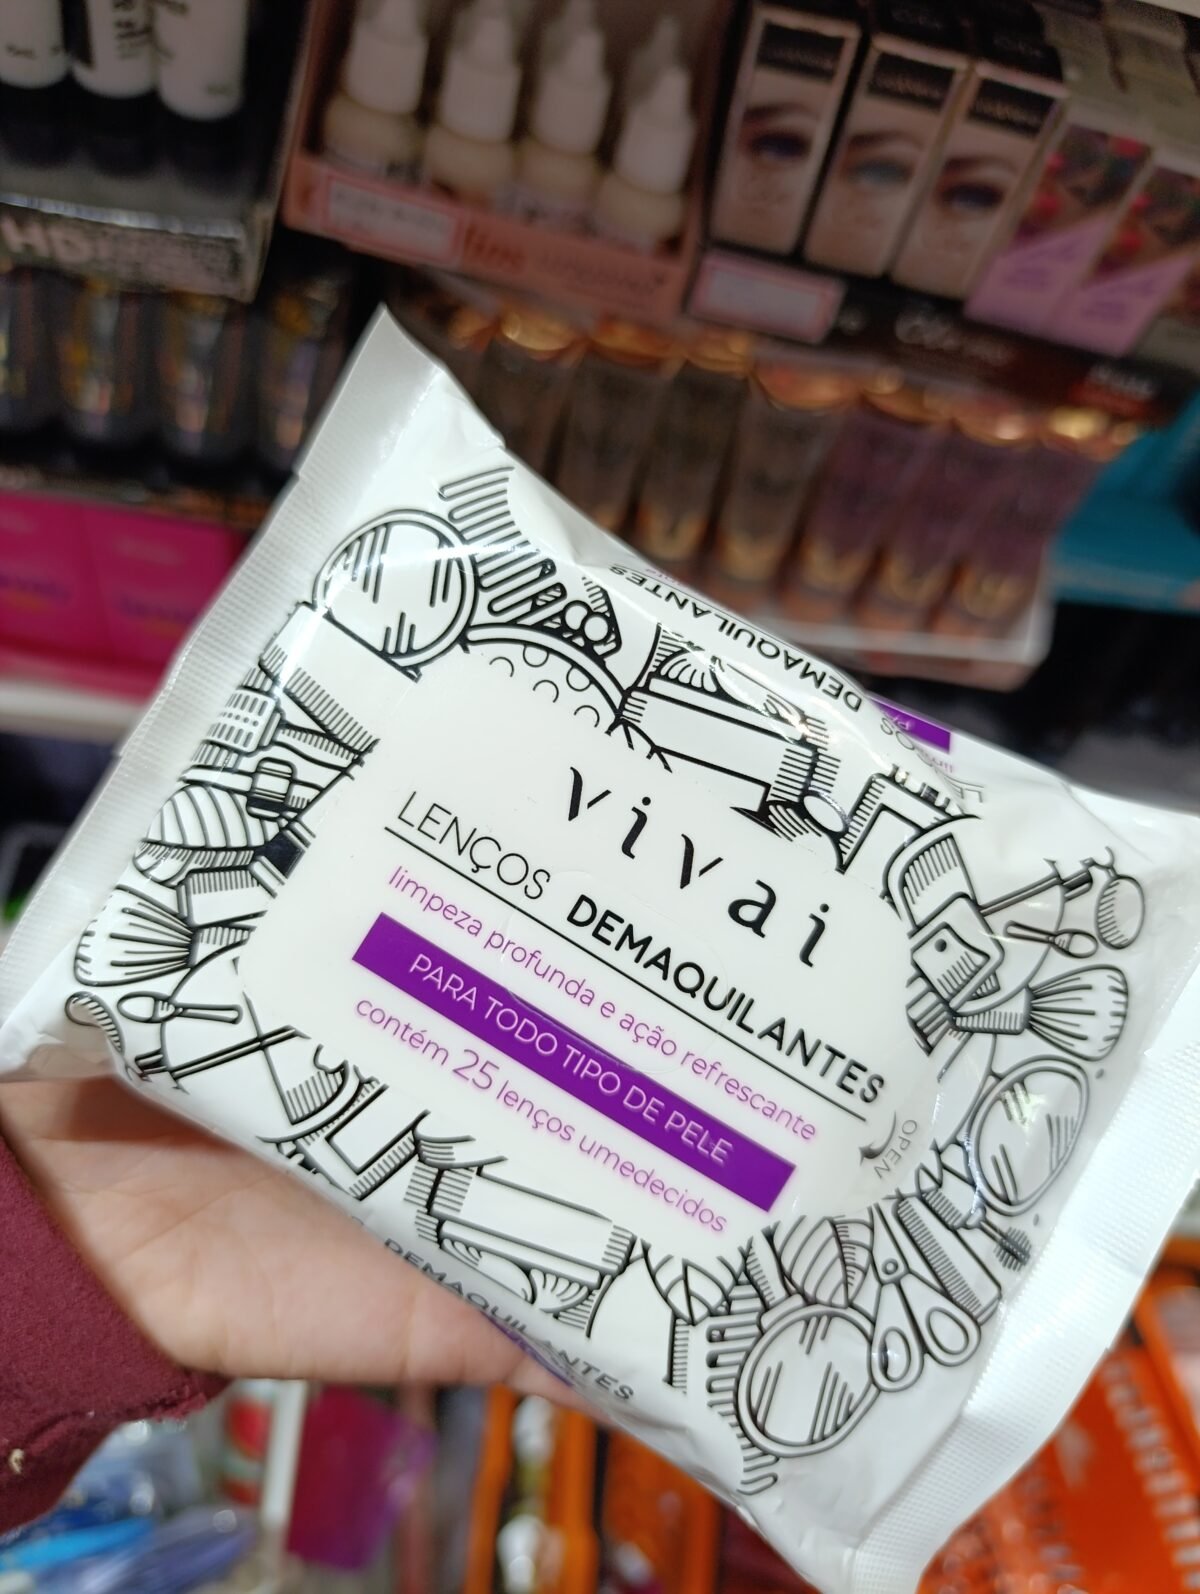 HD
vivai
LENÇOS DEMAQUILANTES
limpeza profunda e ação refrescante
PARA TODO TIPO DE PELE
contém 25 lenços umedecidos
OPEN
DEMAQUILANTES
DEMAQUILANTES